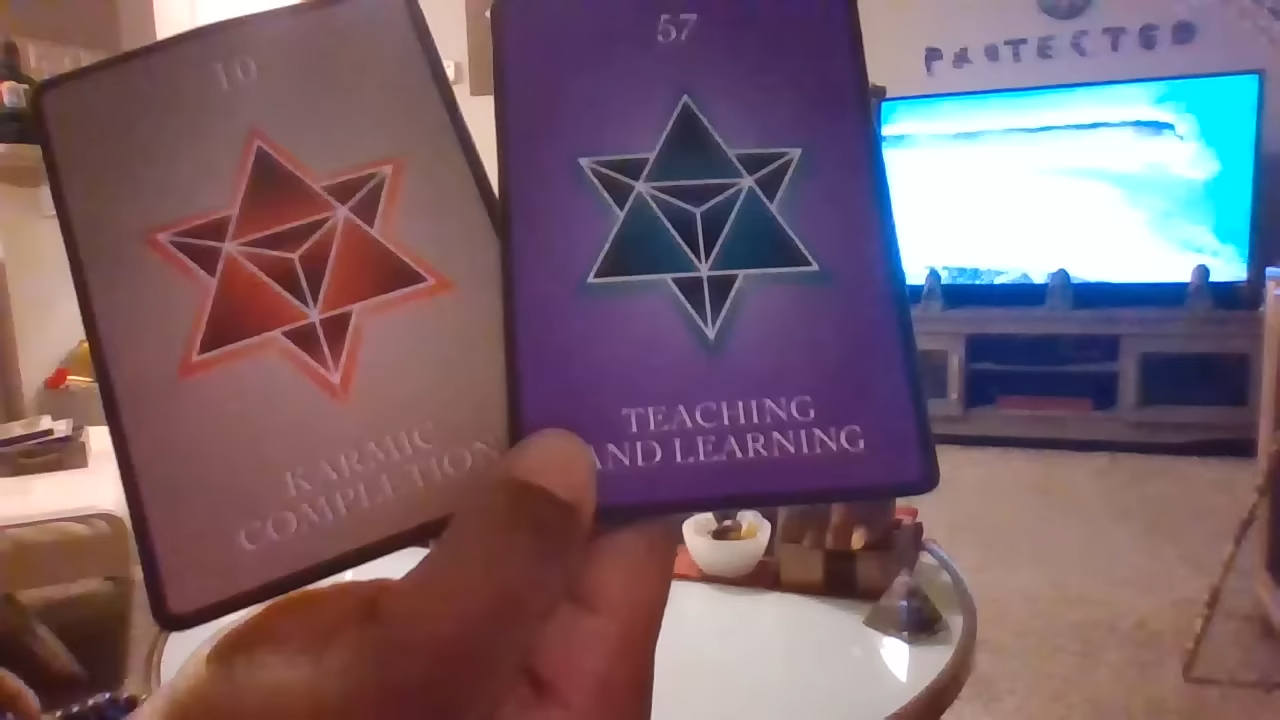 10
KARMIC
COMPLETION
57
TEACHING
AND LEARNING
PROTECTED